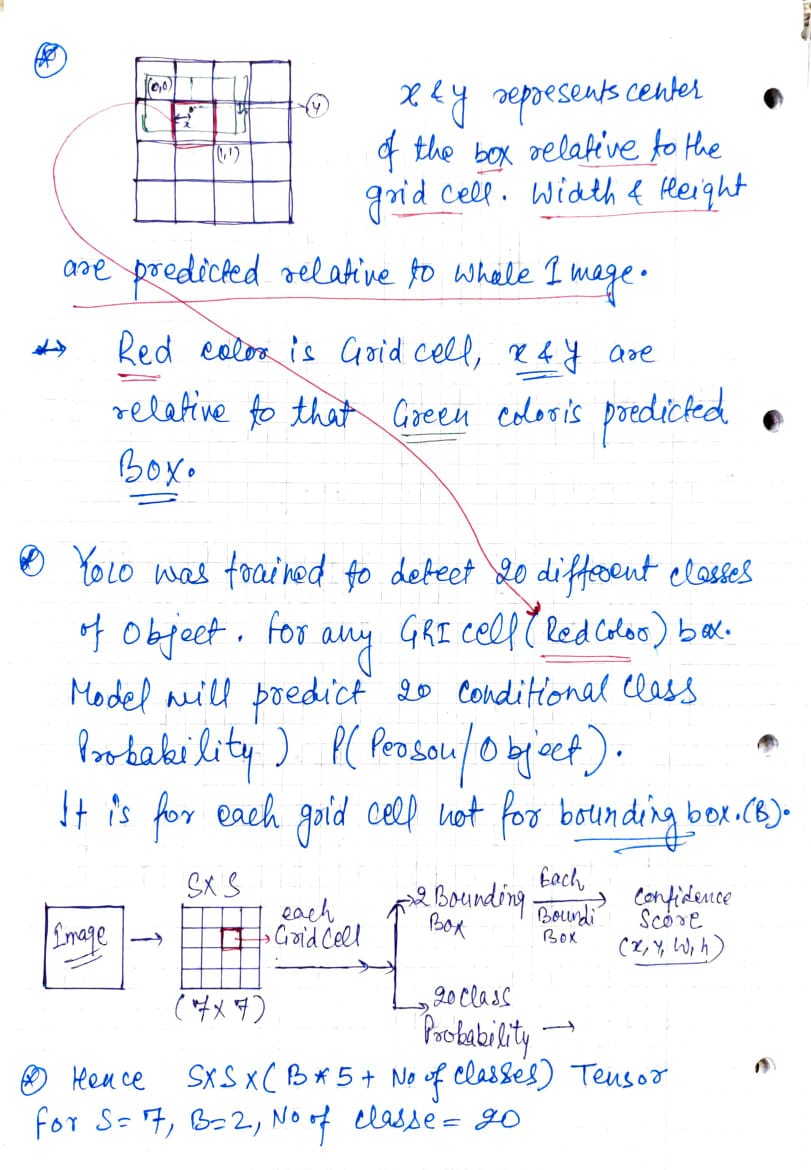 (0,0)
x
y
(1,1)
x & y represents center
of the box relative to the
grid cell. Width & Height
are predicted relative to whole Image.
Red color is Grid cell, x & y are
relative to that Green color is predicted
Box.
YOLO was trained to detect 20 different classes
of Object. For any GRI cell (Red Color) box.
Model will predict 20 Conditional Class
Probability) P(Person/Object).
It is for each grid cell not for bounding box.(B).
SXS
Image
(7x7)
each
Grid Cell
2 Bounding
Box
Each
Boundi
Box
Confidence
Score
(x, y, w, h)
20 Class
Probability
Hence SXSX(B*5+ No of classes) Tensor
For S=7, B=2, No of classe = 20